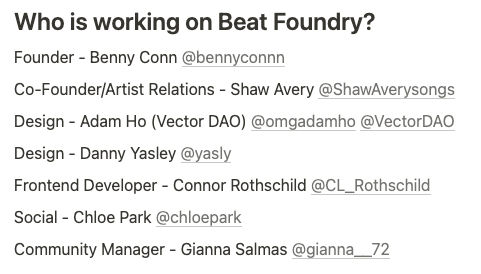 Who is working on Beat Foundry?
Founder - Benny Conn @bennyconnn
Co-Founder/Artist Relations - Shaw Avery @ShawAverysongs
Design - Adam Ho (Vector DAO) @omgadamho @VectorDAO
Design - Danny Yasley @yasly
Frontend Developer - Connor Rothschild @CL_Rothschild
Social - Chloe Park @chloepark
Community Manager - Gianna Salmas @gianna__72